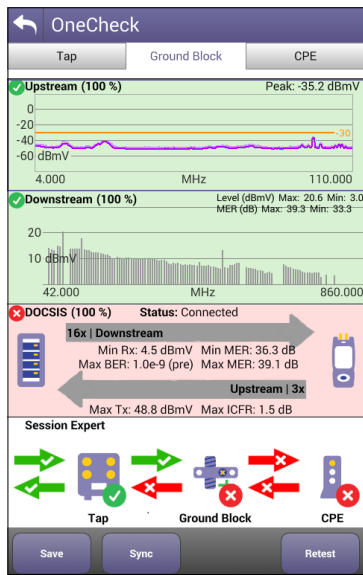 OneCheck
Tap Ground Block CPE
Upstream (100 %) Peak: -35.2 dBmV
0
-20
-30
-40
-60 dBmV
4.000 MHz 110.000
Downstream (100 %) Level (dBmV) Max: 20.6 Min: 3.0
MER (dB) Max: 39.3 Min: 33.3
20
10 dBmV
42.000 MHz 860.000
DOCSIS (100 %) Status: Connected
16x | Downstream
Min Rx: 4.5 dBmV Min MER: 36.3 dB
Max BER: 1.0e-9 (pre) Max MER: 39.1 dB
Upstream | 3x
Max Tx: 48.8 dBmV Max ICFR: 1.5 dB
Session Expert
Tap Ground Block CPE
Save Sync Retest